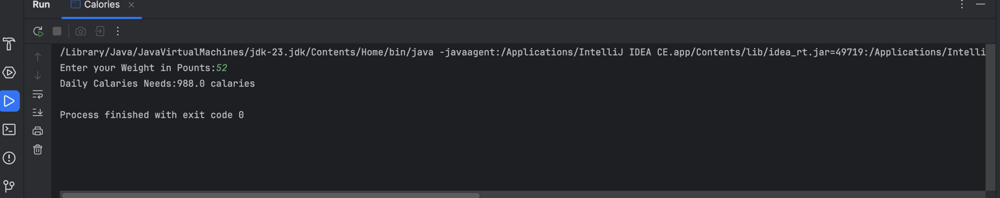 Run Calories
/Library/Java/JavaVirtualMachines/jdk-23.jdk/Contents/Home/bin/java -javaagent:/Applications/IntelliJ IDEA CE.app/Contents/lib/idea_rt.jar=49719:/Applications/Intelli
Enter your Weight in Pounts:52
Daily Calaries Needs:988.0 calories
Process finished with exit code 0